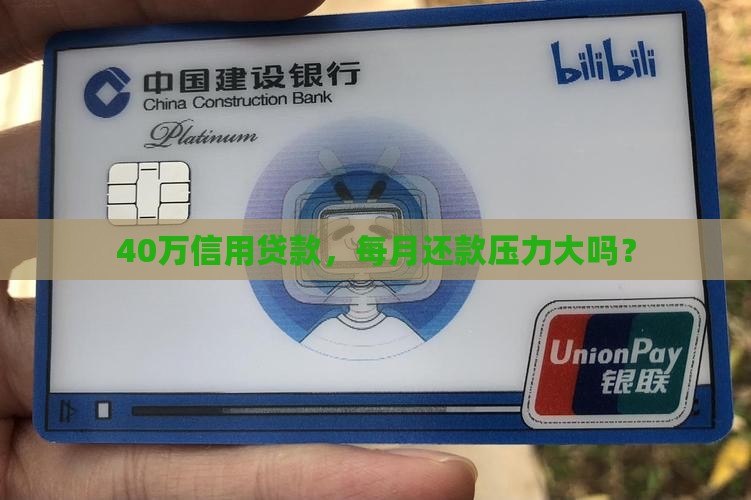 中国建设银行
China Construction Bank
bilibili
Platinum
40万信用贷款，每月还款压力大吗？
UnionPay
银联